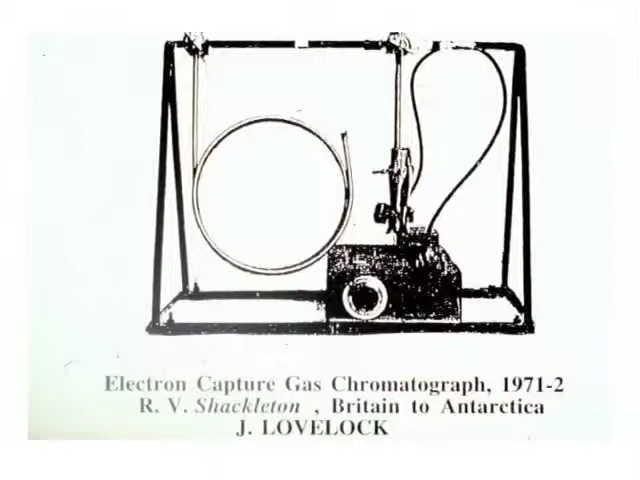 Electron Capture Gas Chromatograph, 1971-2
R. V. Shackleton , Britain to Antarctica
J. LOVELOCK